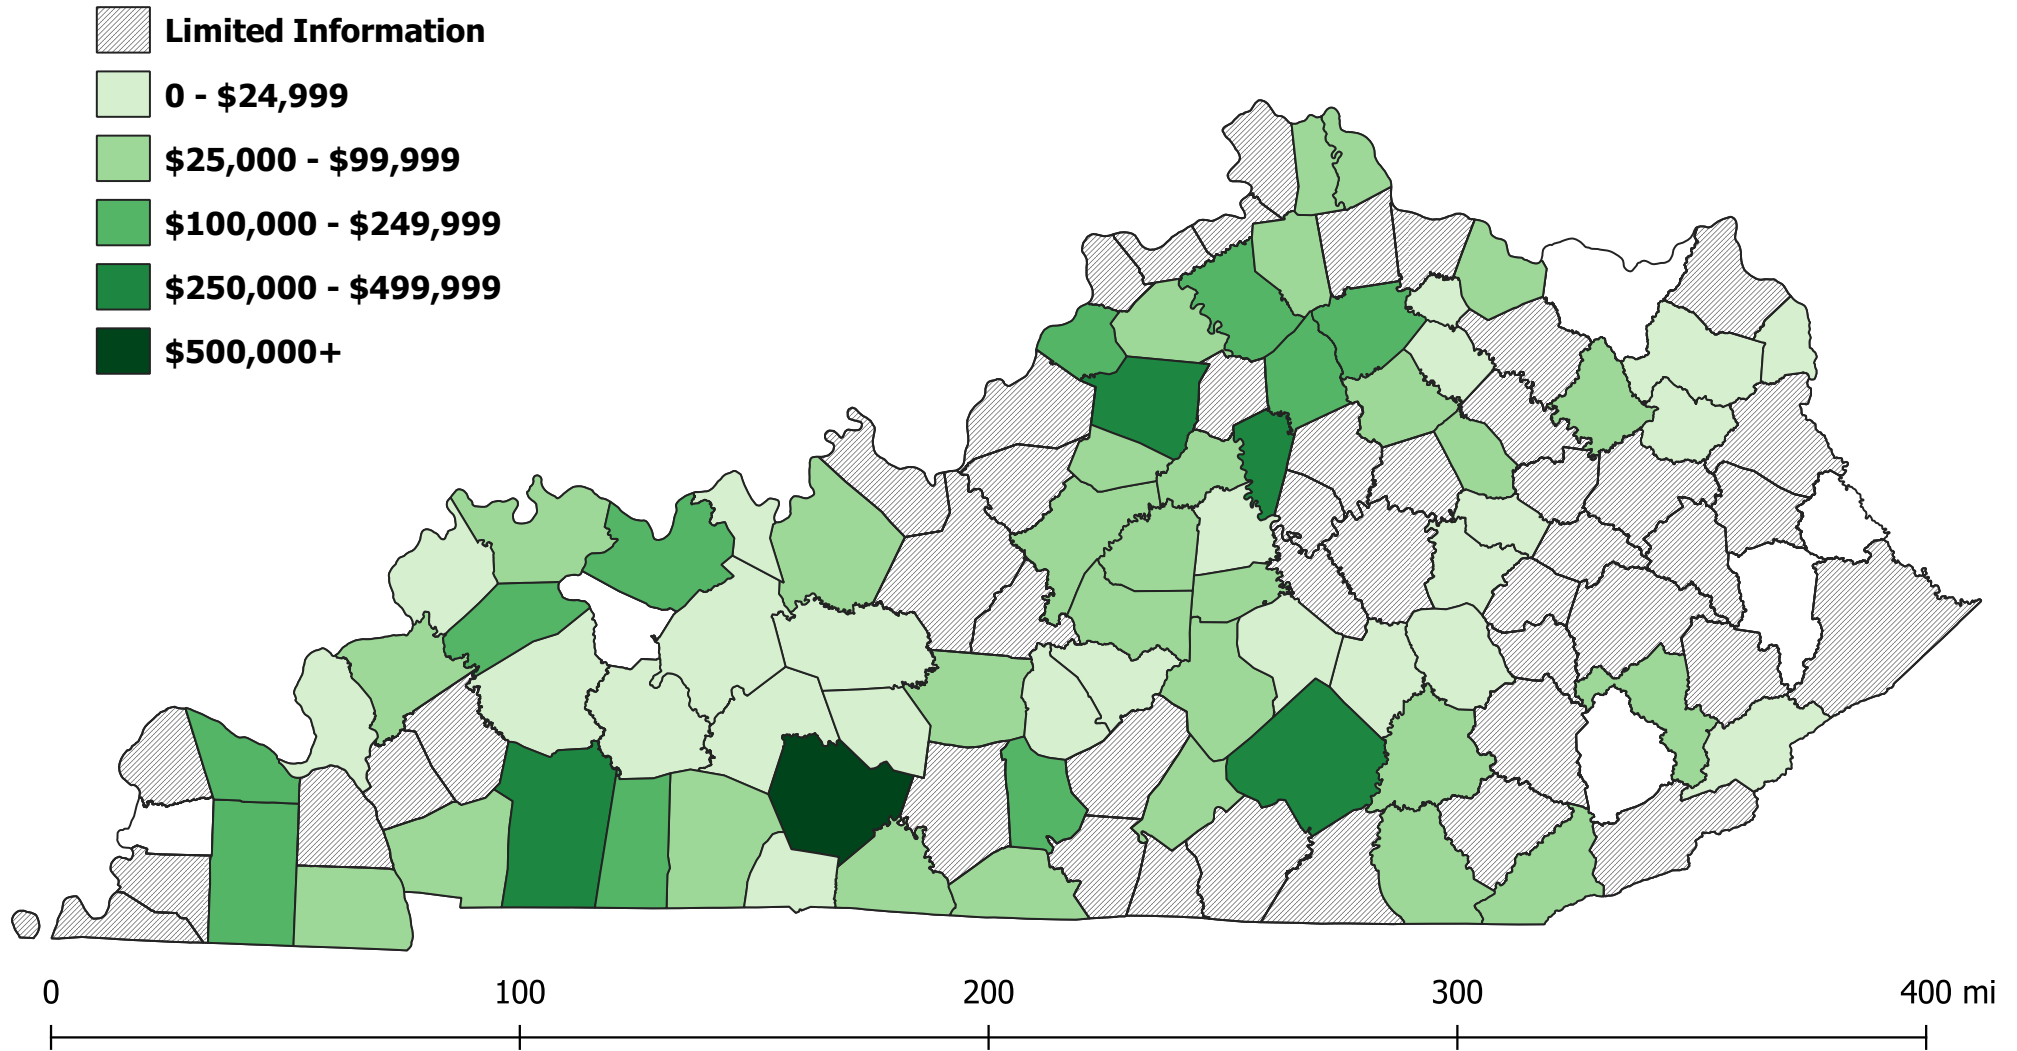 Limited Information
0 - $24,999
$25,000 - $99,999
$100,000 - $249,999
$250,000 - $499,999
$500,000+
0 100 200 300 400 mi